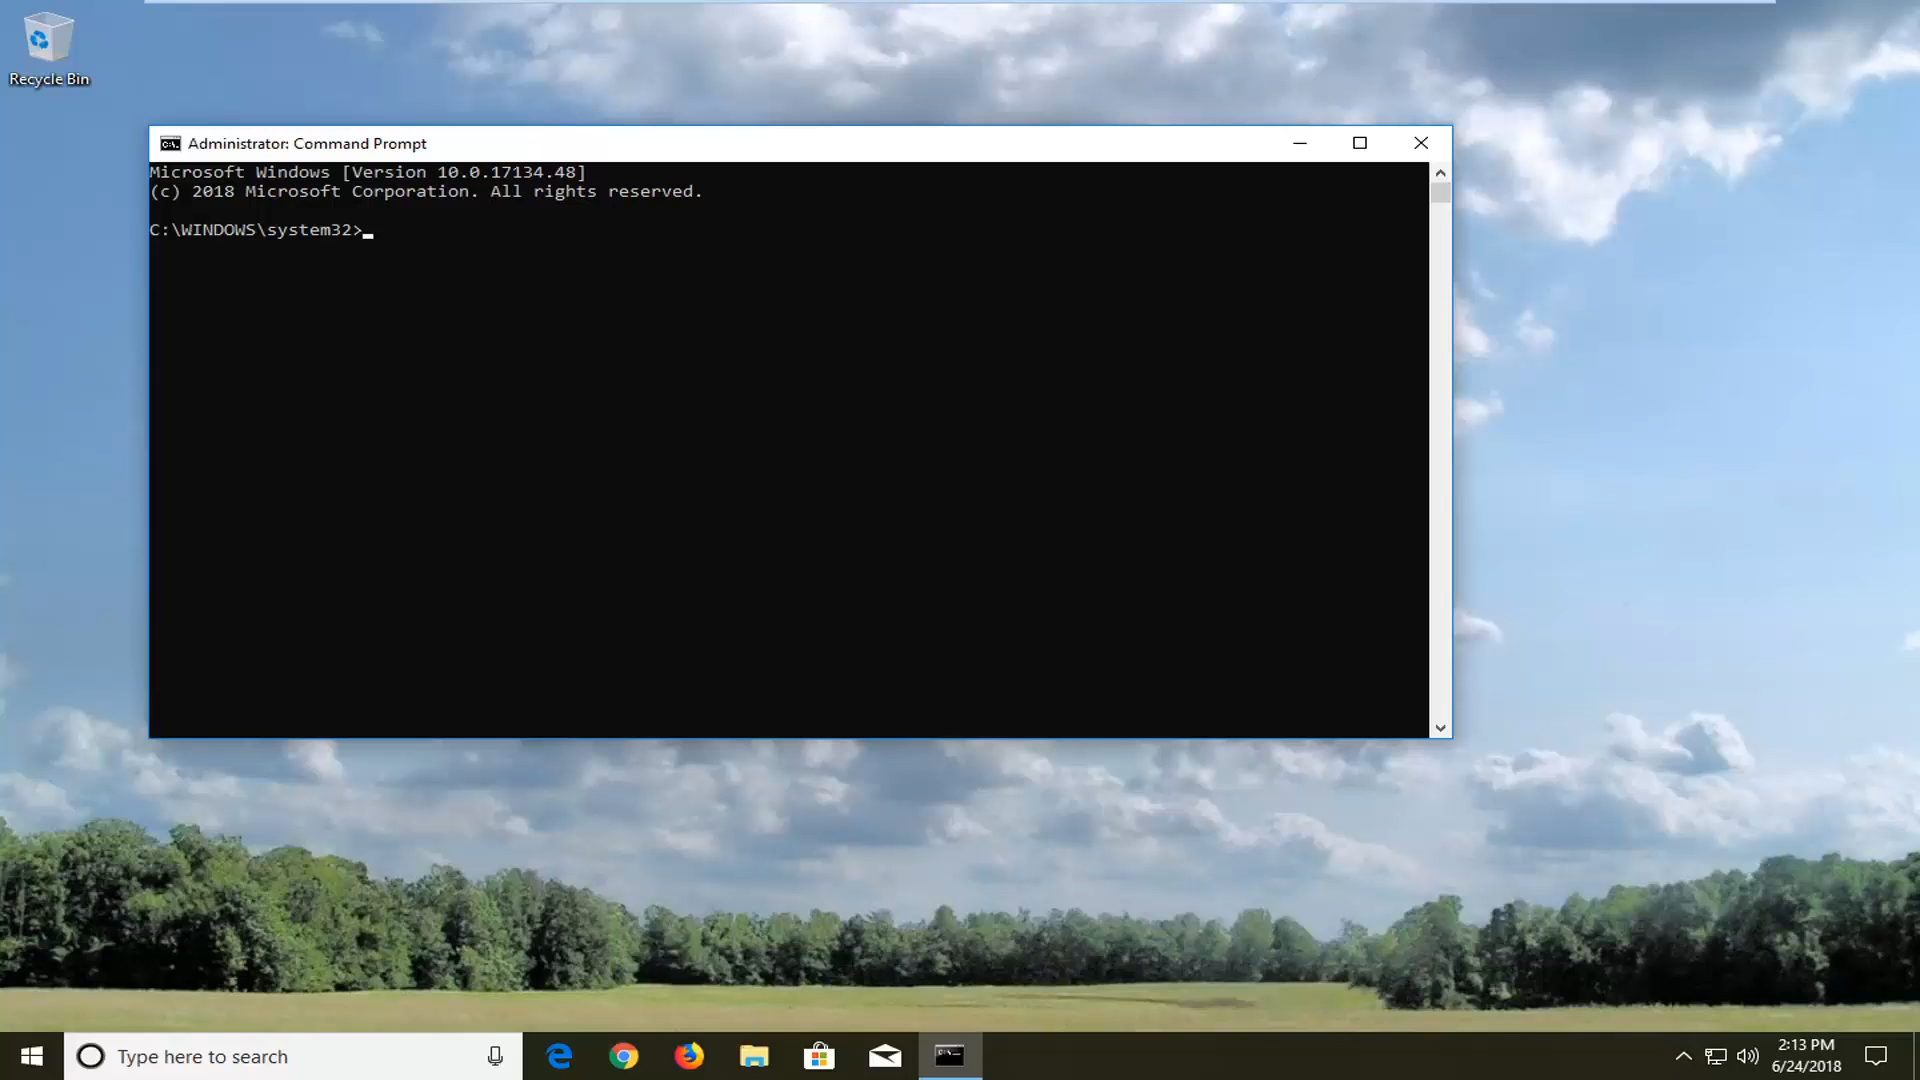 Recycle Bin
Administrator: Command Prompt
Microsoft Windows [Version 10.0.17134.48]
(c) 2018 Microsoft Corporation. All rights reserved.
C:\WINDOWS\system32>
Type here to search
2:13 PM
6/24/2018